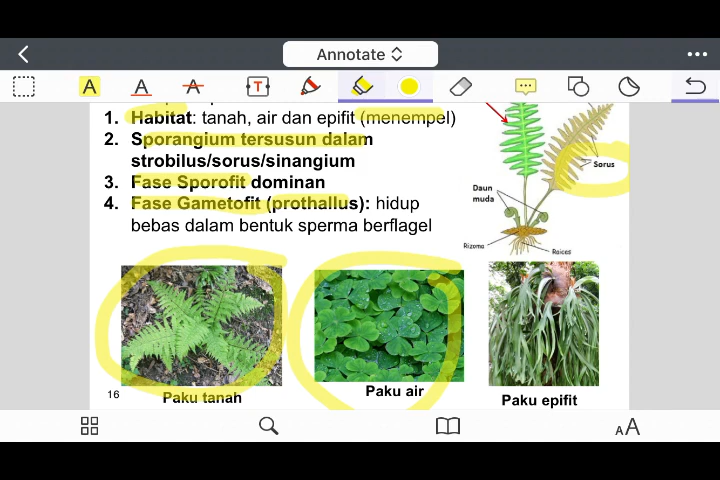 Annotate
A
A
A
T
1. Habitat: tanah, air dan epifit (menempel)
2. Sporangium tersusun dalam
strobilus/sorus/sinangium
3. Fase Sporofit dominan
4. Fase Gametofit (prothallus): hidup
bebas dalam bentuk sperma berflagel
Sorus
Daun
muda
Rizoma
Raices
16
Paku tanah
Paku air
Paku epifit
AA